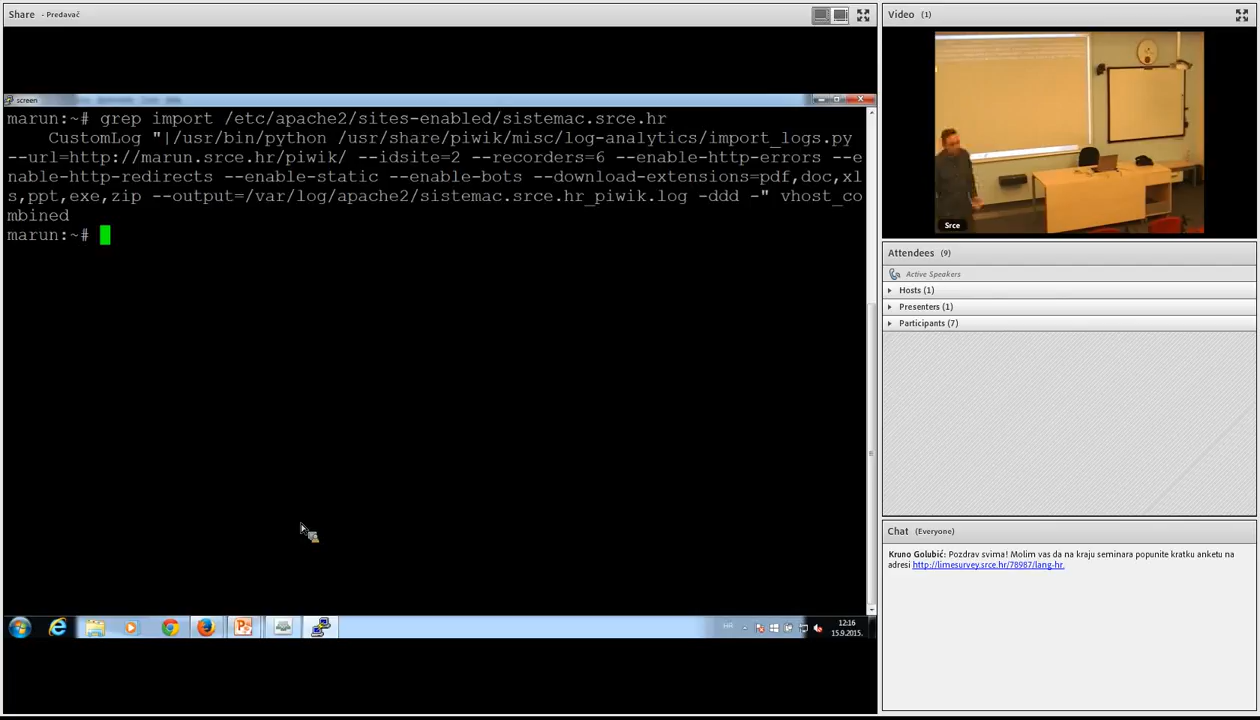 Share - Predavač
screen
marun:~# grep import /etc/apache2/sites-enabled/sistemac.srce.hr
CustomLog "|/usr/bin/python /usr/share/piwik/misc/log-analytics/import_logs.py
--url=http://marun.srce.hr/piwik/ --idsite=2 --recorders=6 --enable-http-errors --e
nable-http-redirects --enable-static --enable-bots --download-extensions=pdf,doc,xl
s,ppt,exe,zip --output=/var/log/apache2/sistemac.srce.hr_piwik.log -ddd -" vhost_co
mbined
marun:~#
HR
12:16
15.9.2015.
Video (1)
Srce
Attendees (9)
Active Speakers
Hosts (1)
Presenters (1)
Participants (7)
Chat (Everyone)
Kruno Golubić: Pozdrav svima! Molim vas da na kraju seminara popunite kratku anketu na
adresi http://limesurvey.srce.hr/78987/lang-hr.